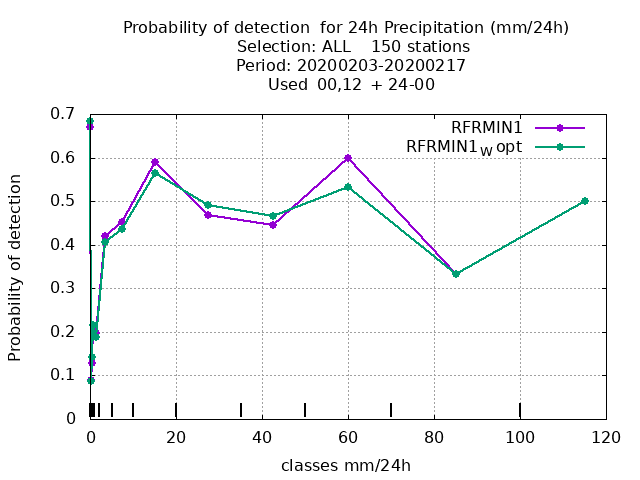 Probability of detection  for 24h Precipitation (mm/24h)
Selection: ALL    150 stations
Period: 20200203-20200217
Used  00,12  + 24-00
RFRMIN1
RFRMIN1W opt
Probability of detection
0.7
0.6
0.5
0.4
0.3
0.2
0.1
0
0 20 40 60 80 100 120
classes mm/24h